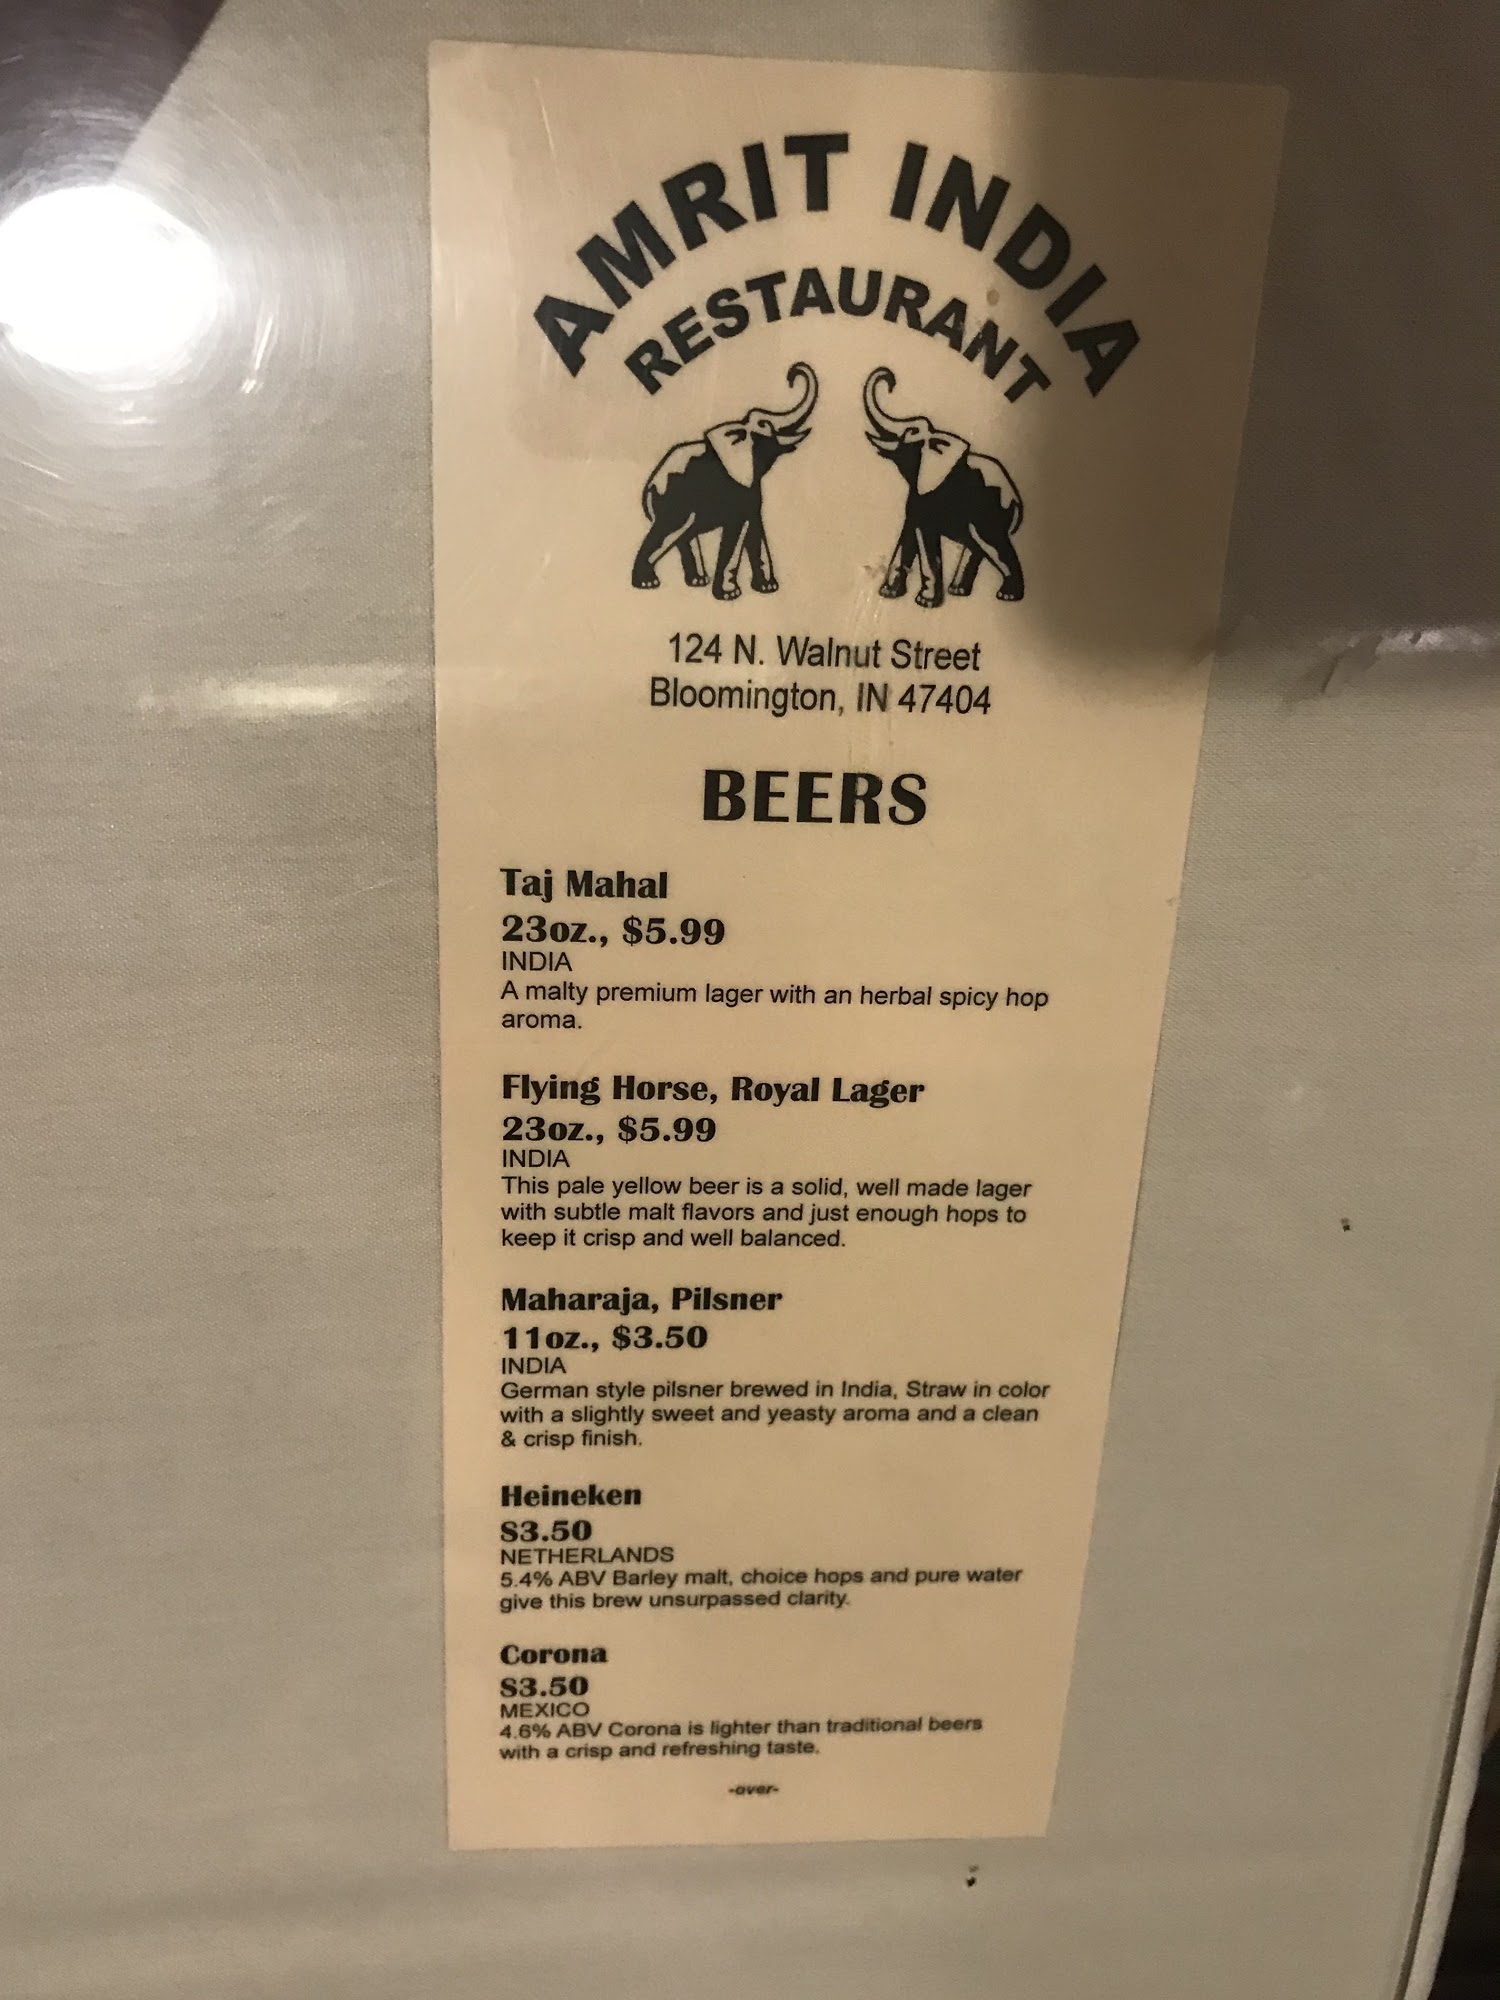 AMRIT INDIA
RESTAURANT
124 N. Walnut Street
Bloomington, IN 47404
BEERS
Taj Mahal
23oz., $5.99
INDIA
A malty premium lager with an herbal spicy hop
aroma.
Flying Horse, Royal Lager
23oz., $5.99
INDIA
This pale yellow beer is a solid, well made lager
with subtle malt flavors and just enough hops to
keep it crisp and well balanced.
Maharaja, Pilsner
11oz., $3.50
INDIA
German style pilsner brewed in India, Straw in color
with a slightly sweet and yeasty aroma and a clean
& crisp finish.
Heineken
$3.50
NETHERLANDS
5.4% ABV Barley malt, choice hops and pure water
give this brew unsurpassed clarity.
Corona
$3.50
MEXICO
4.6% ABV Corona is lighter than traditional beers
with a crisp and refreshing taste.
-over-